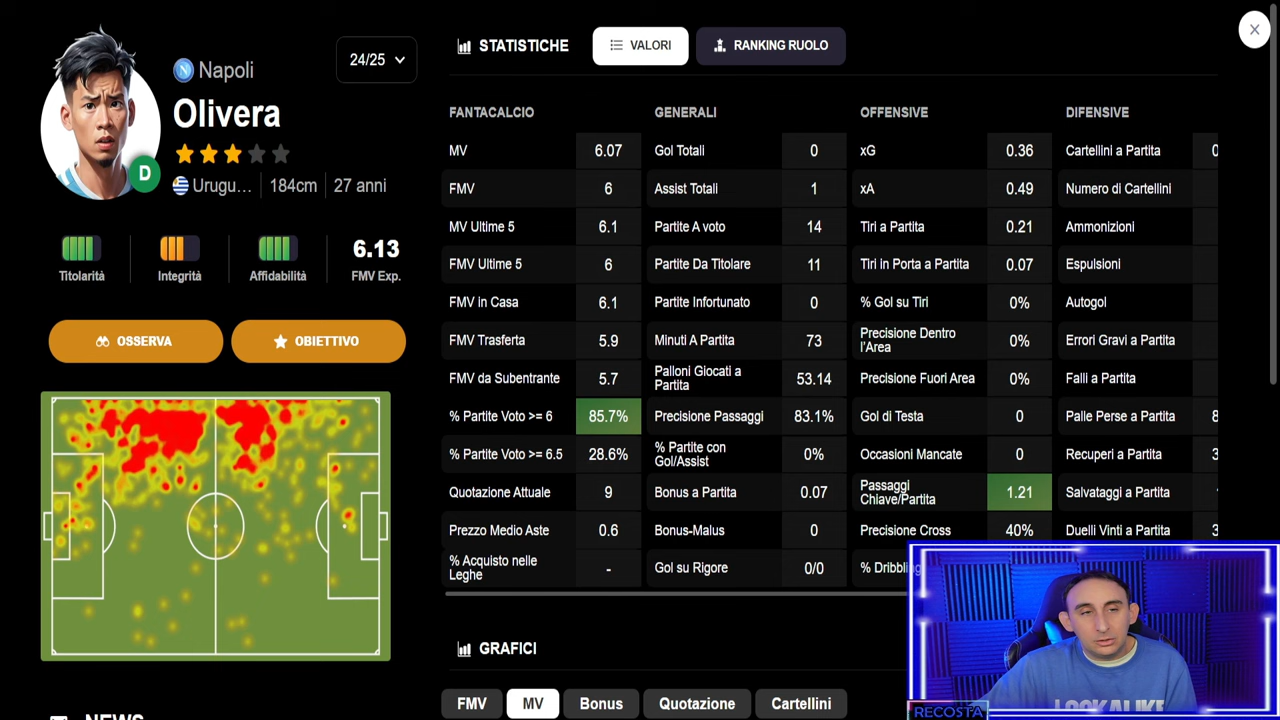 Napoli
24/25
Olivera
D
Urugu...
184cm
27 anni
Titolarità
Integrità
Affidabilità
6.13
FMV Exp.
OSSERVA
OBIETTIVO
NEWS
STATISTICHE
VALORI
RANKING RUOLO
FANTACALCIO
MV 6.07
FMV 6
MV Ultime 5 6.1
FMV Ultime 5 6
FMV in Casa 6.1
FMV Trasferta 5.9
FMV da Subentrante 5.7
% Partite Voto >= 6 85.7%
% Partite Voto >= 6.5 28.6%
Quotazione Attuale 9
Prezzo Medio Aste 0.6
% Acquisto nelle
Leghe -
GENERALI
Gol Totali 0
Assist Totali 1
Partite A voto 14
Partite Da Titolare 11
Partite Infortunato 0
Minuti A Partita 73
Palloni Giocati a
Partita 53.14
Precisione Passaggi 83.1%
% Partite con
Gol/Assist 0%
Bonus a Partita 0.07
Bonus-Malus 0
Gol su Rigore 0/0
OFFENSIVE
xG 0.36
xA 0.49
Tiri a Partita 0.21
Tiri in Porta a Partita 0.07
% Gol su Tiri 0%
Precisione Dentro
l'Area 0%
Precisione Fuori Area 0%
Gol di Testa 0
Occasioni Mancate 0
Passaggi
Chiave/Partita 1.21
Precisione Cross 40%
% Dribbling
DIFENSIVE
Cartellini a Partita 0
Numero di Cartellini
Ammonizioni
Espulsioni
Autogol
Errori Gravi a Partita
Falli a Partita
Palle Perse a Partita 8
Recuperi a Partita 3
Salvataggi a Partita
Duelli Vinti a Partita 3
GRAFICI
FMV
MV
Bonus
Quotazione
Cartellini
LOOKALIKE
RECOSTA